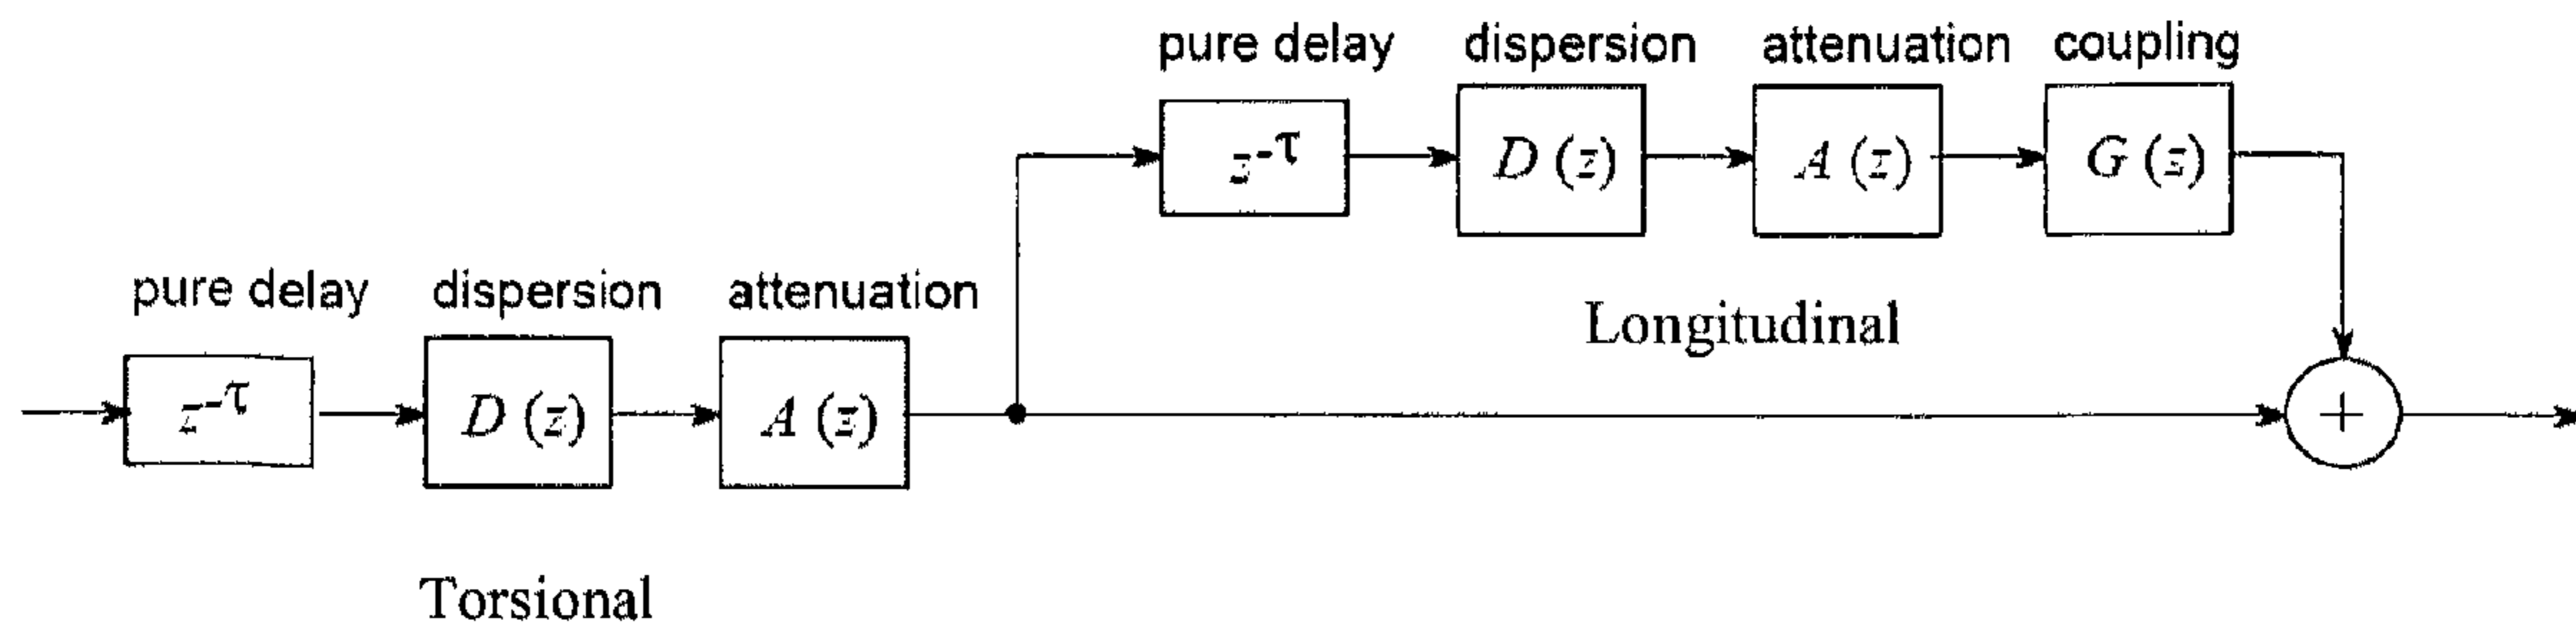 pure delay dispersion attenuation coupling
z^-τ D (z) A (z) G (z)
pure delay dispersion attenuation
Longitudinal
z^-τ D (z) A (z) +
Torsional